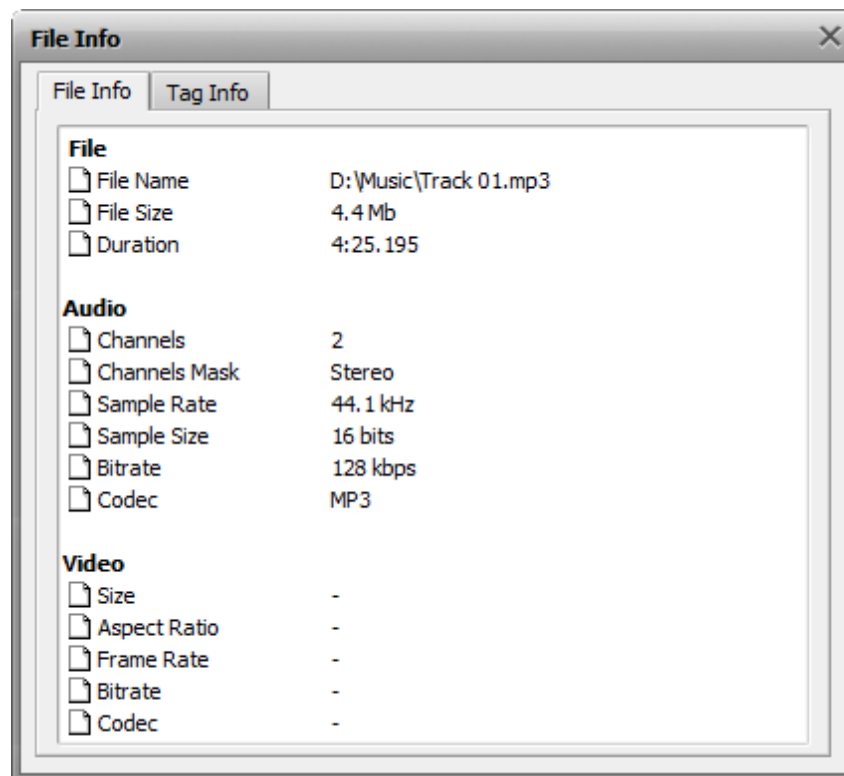 File Info
File Info Tag Info
File
File Name D:\Music\Track 01.mp3
File Size 4.4 Mb
Duration 4:25.195
Audio
Channels 2
Channels Mask Stereo
Sample Rate 44.1 kHz
Sample Size 16 bits
Bitrate 128 kbps
Codec MP3
Video
Size -
Aspect Ratio -
Frame Rate -
Bitrate -
Codec -